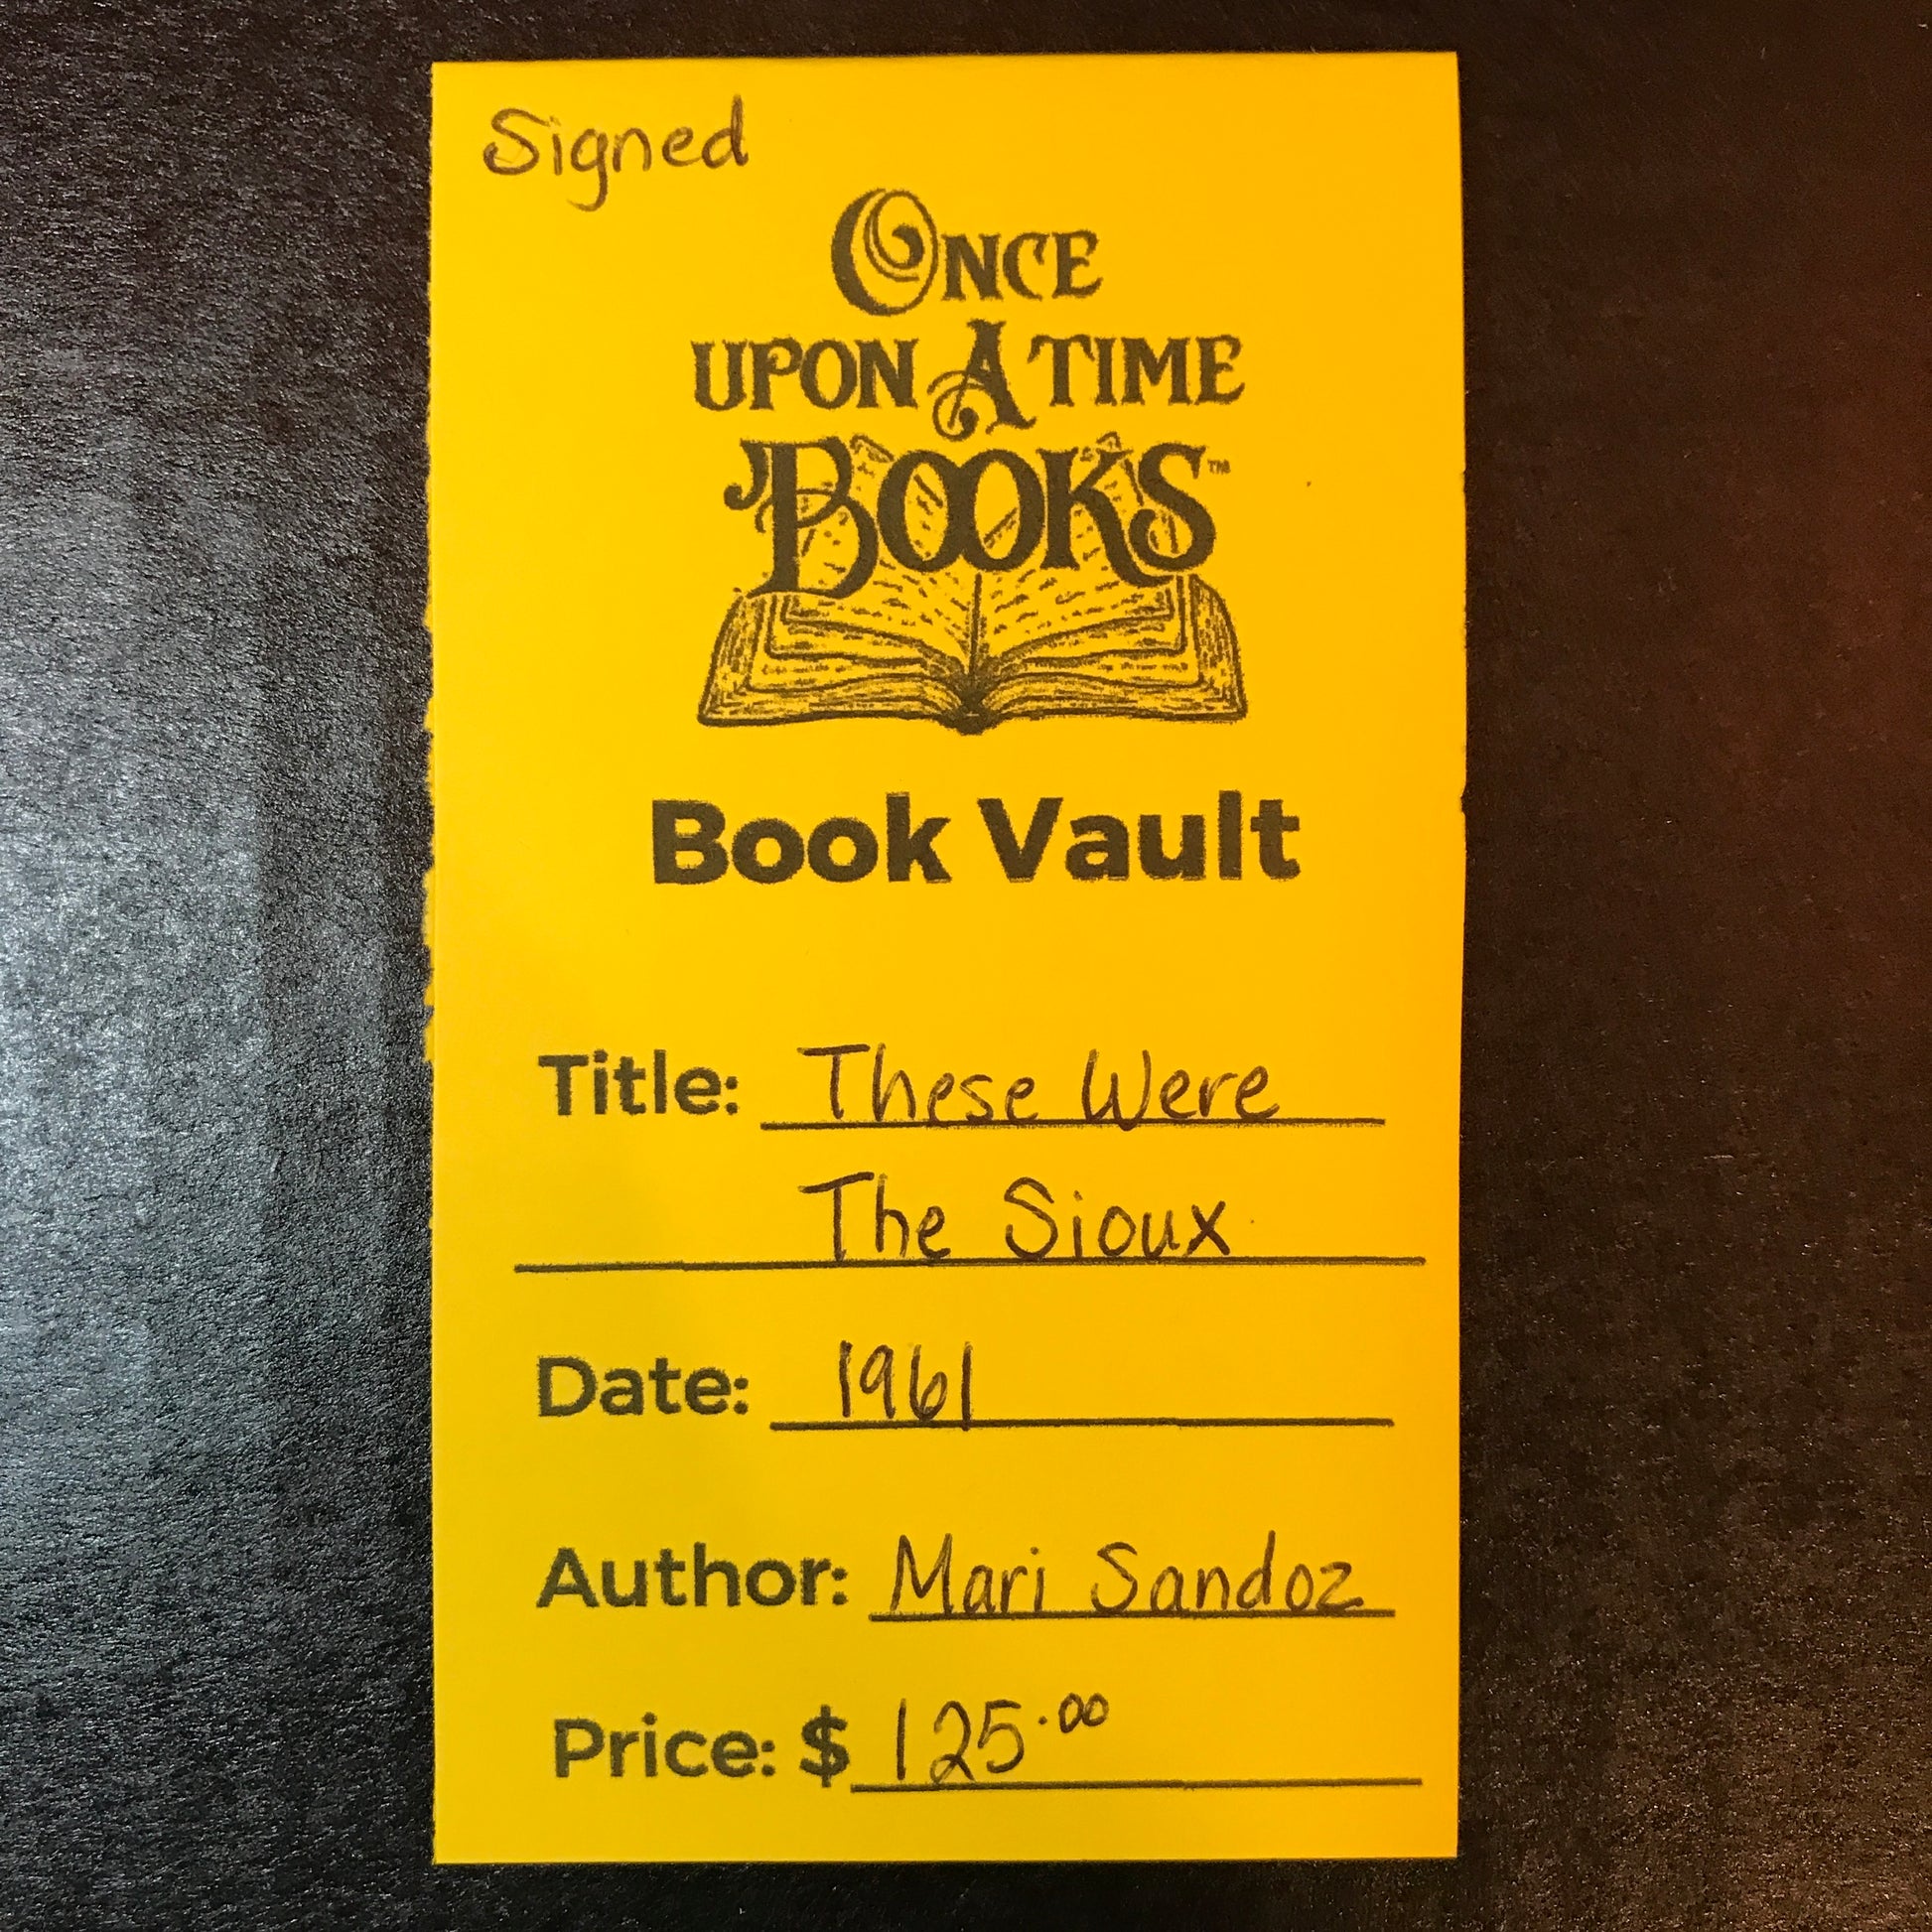 Signed
ONCE
UPON A TIME
BOOKS™
Book Vault
Title: These Were
The Sioux
Date: 1961
Author: Mari Sandoz
Price: $ 125.00